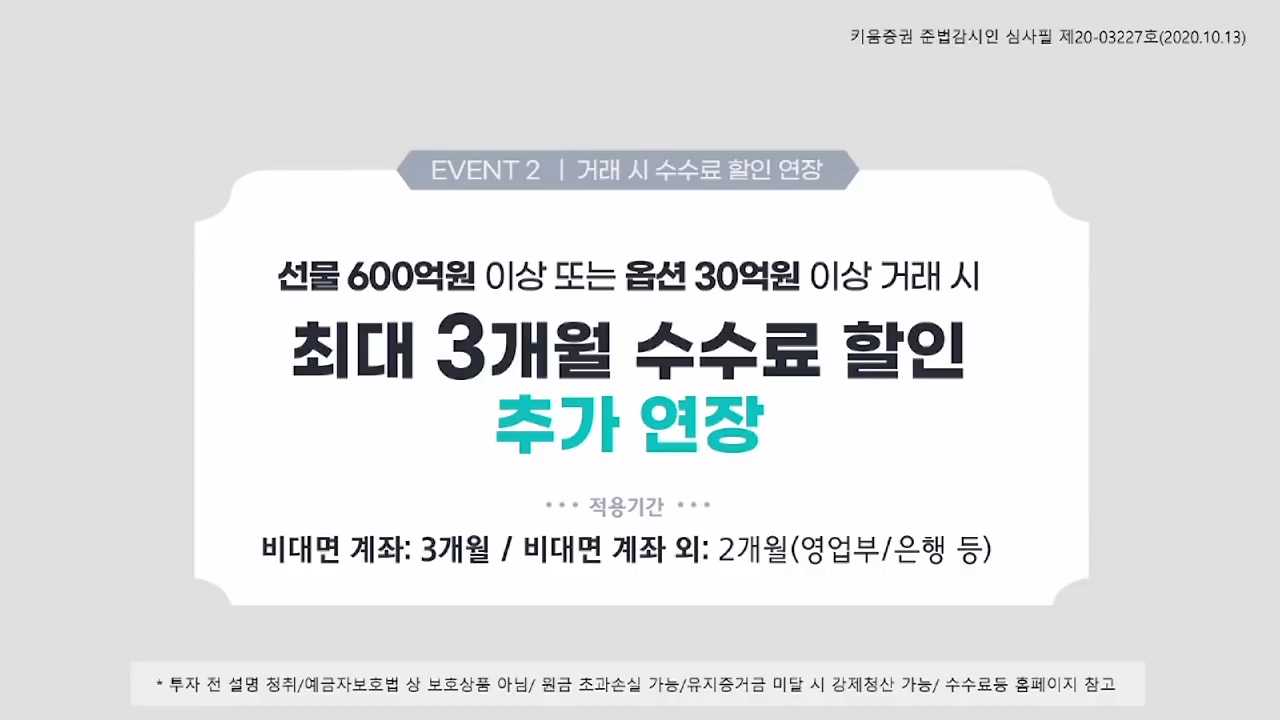 키움증권 준법감시인 심사필 제20-03227호(2020.10.13)
EVENT 2 | 거래 시 수수료 할인 연장
선물 600억원 이상 또는 옵션 30억원 이상 거래 시
최대 3개월 수수료 할인
추가 연장
••• 적용기간 •••
비대면 계좌: 3개월 / 비대면 계좌 외: 2개월(영업부/은행 등)
* 투자 전 설명 청취/예금자보호법 상 보호상품 아님/ 원금 초과손실 가능/유지증거금 미달 시 강제청산 가능/ 수수료등 홈페이지 참고